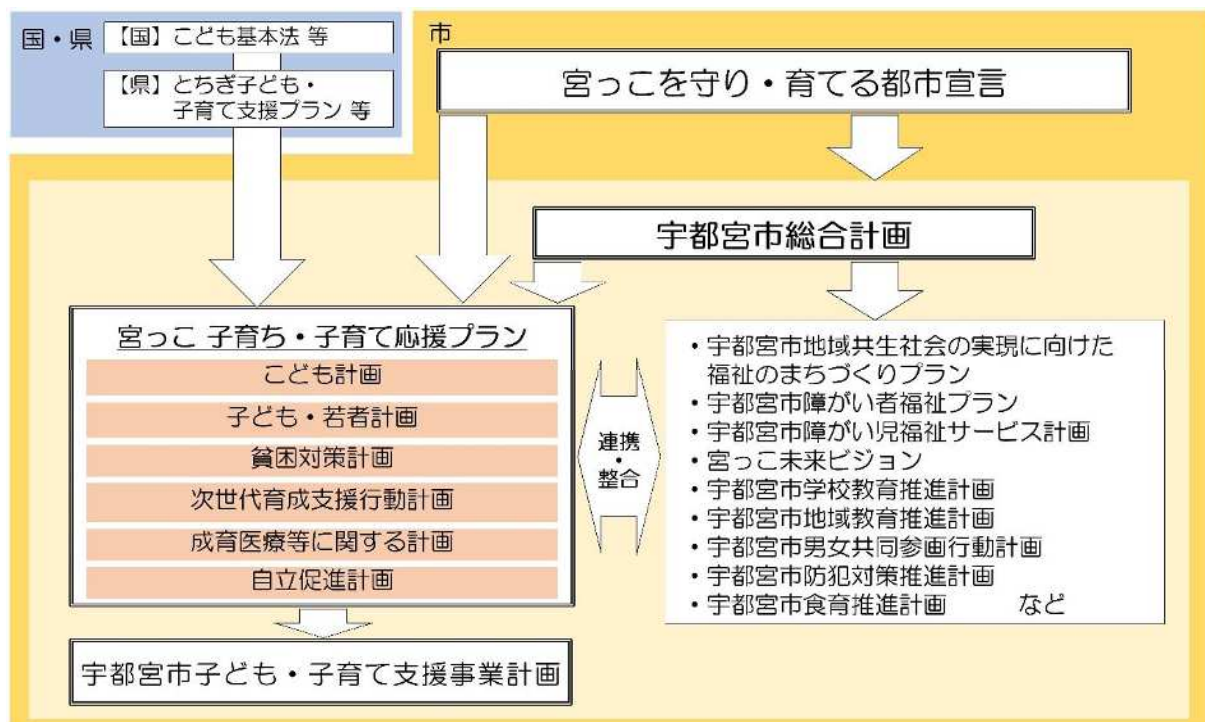 国・県
【国】こども基本法 等
【県】とちぎ子ども・
子育て支援プラン 等
市
宮っこを守り・育てる都市宣言
宇都宮市総合計画
宮っこ 子育ち・子育て応援プラン
こども計画
子ども・若者計画
貧困対策計画
次世代育成支援行動計画
成育医療等に関する計画
自立促進計画
連携
・
整合
・宇都宮市地域共生社会の実現に向けた
福祉のまちづくりプラン
・宇都宮市障がい者福祉プラン
・宇都宮市障がい児福祉サービス計画
・宮っこ未来ビジョン
・宇都宮市学校教育推進計画
・宇都宮市地域教育推進計画
・宇都宮市男女共同参画行動計画
・宇都宮市防犯対策推進計画
・宇都宮市食育推進計画 など
宇都宮市子ども・子育て支援事業計画